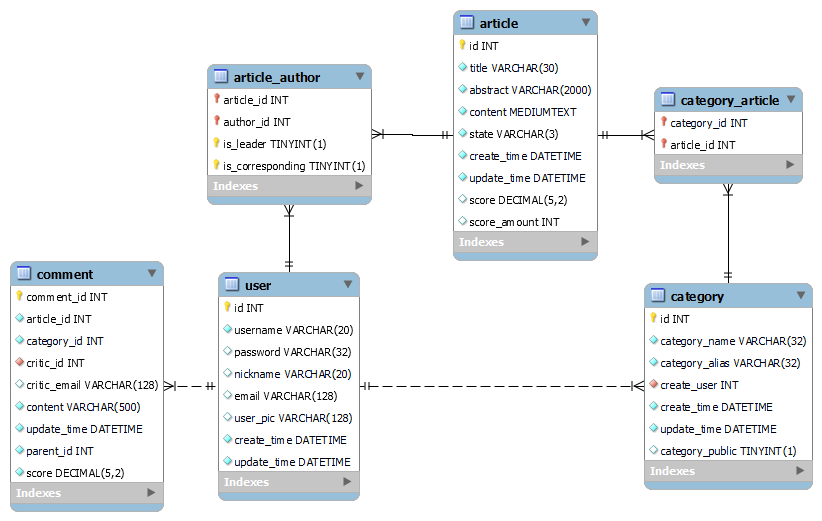 article
id INT
title VARCHAR(30)
abstract VARCHAR(2000)
content MEDIUMTEXT
state VARCHAR(3)
create_time DATETIME
update_time DATETIME
score DECIMAL(5,2)
score_amount INT
Indexes
article_author
article_id INT
author_id INT
is_leader TINYINT(1)
is_corresponding TINYINT(1)
Indexes
category_article
category_id INT
article_id INT
Indexes
comment
comment_id INT
article_id INT
category_id INT
critic_id INT
critic_email VARCHAR(128)
content VARCHAR(500)
update_time DATETIME
parent_id INT
score DECIMAL(5,2)
Indexes
user
id INT
username VARCHAR(20)
password VARCHAR(32)
nickname VARCHAR(20)
email VARCHAR(128)
user_pic VARCHAR(128)
create_time DATETIME
update_time DATETIME
Indexes
category
id INT
category_name VARCHAR(32)
category_alias VARCHAR(32)
create_user INT
create_time DATETIME
update_time DATETIME
category_public TINYINT(1)
Indexes